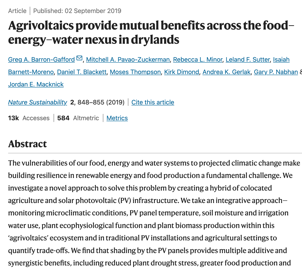 Article | Published: 02 September 2019
Agrivoltaics provide mutual benefits across the food–
energy–water nexus in drylands
Greg A. Barron-Gafford, Mitchell A. Pavao-Zuckerman, Rebecca L. Minor, Leland F. Sutter, Isaiah
Barnett-Moreno, Daniel T. Blackett, Moses Thompson, Kirk Dimond, Andrea K. Gerlak, Gary P. Nabhan &
Jordan E. Macknick
Nature Sustainability 2, 848–855 (2019) | Cite this article
13k Accesses | 584 Altmetric | Metrics
Abstract
The vulnerabilities of our food, energy and water systems to projected climatic change make
building resilience in renewable energy and food production a fundamental challenge. We
investigate a novel approach to solve this problem by creating a hybrid of colocated
agriculture and solar photovoltaic (PV) infrastructure. We take an integrative approach—
monitoring microclimatic conditions, PV panel temperature, soil moisture and irrigation
water use, plant ecophysiological function and plant biomass production within this
‘agrivoltaics’ ecosystem and in traditional PV installations and agricultural settings to
quantify trade-offs. We find that shading by the PV panels provides multiple additive and
synergistic benefits, including reduced plant drought stress, greater food production and